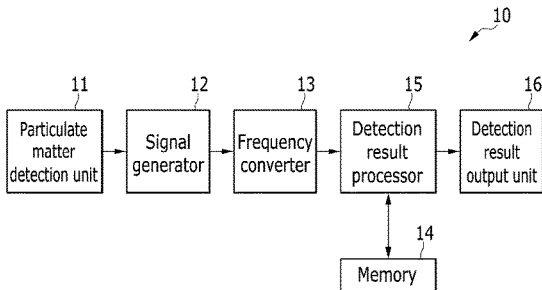 10
11
12
13
15
16
Particulate
matter
detection unit
Signal
generator
Frequency
converter
Detection
result
processor
Detection
result
output unit
14
Memory